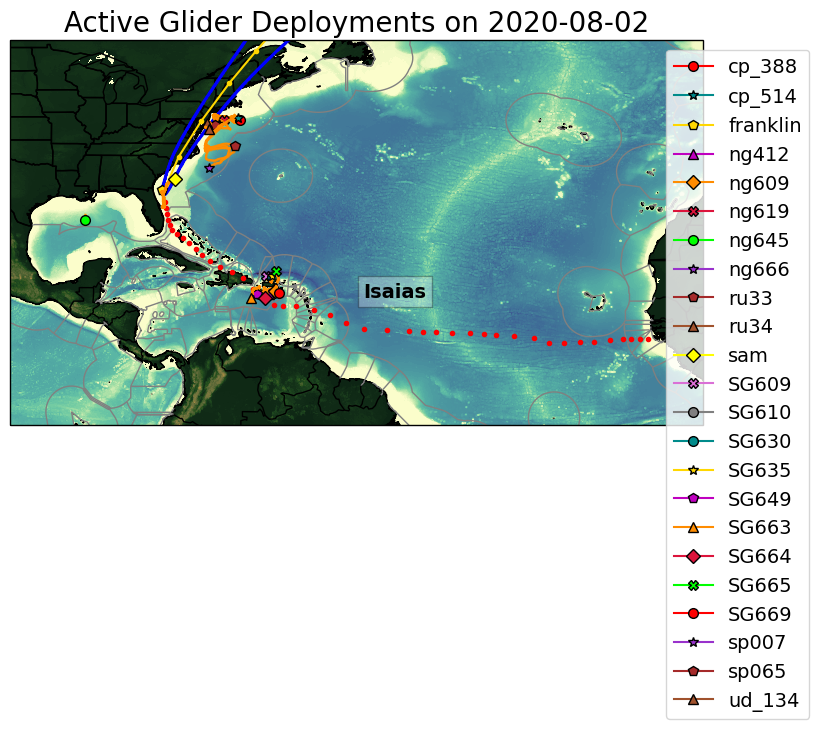 Active Glider Deployments on 2020-08-02
Isaias
cp_388
cp_514
franklin
ng412
ng609
ng619
ng645
ng666
ru33
ru34
sam
SG609
SG610
SG630
SG635
SG649
SG663
SG664
SG665
SG669
sp007
sp065
ud_134